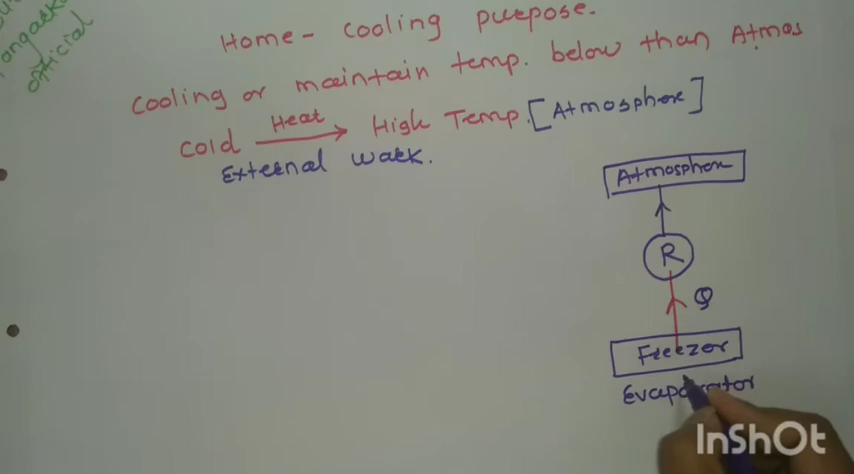 official
Home - cooling purpose.
cooling or maintain temp. below than Atmos
cold Heat High Temp. [Atmosphere]
External work.
Atmosphere
R
Q
Freezer
Evaporator
InShOt